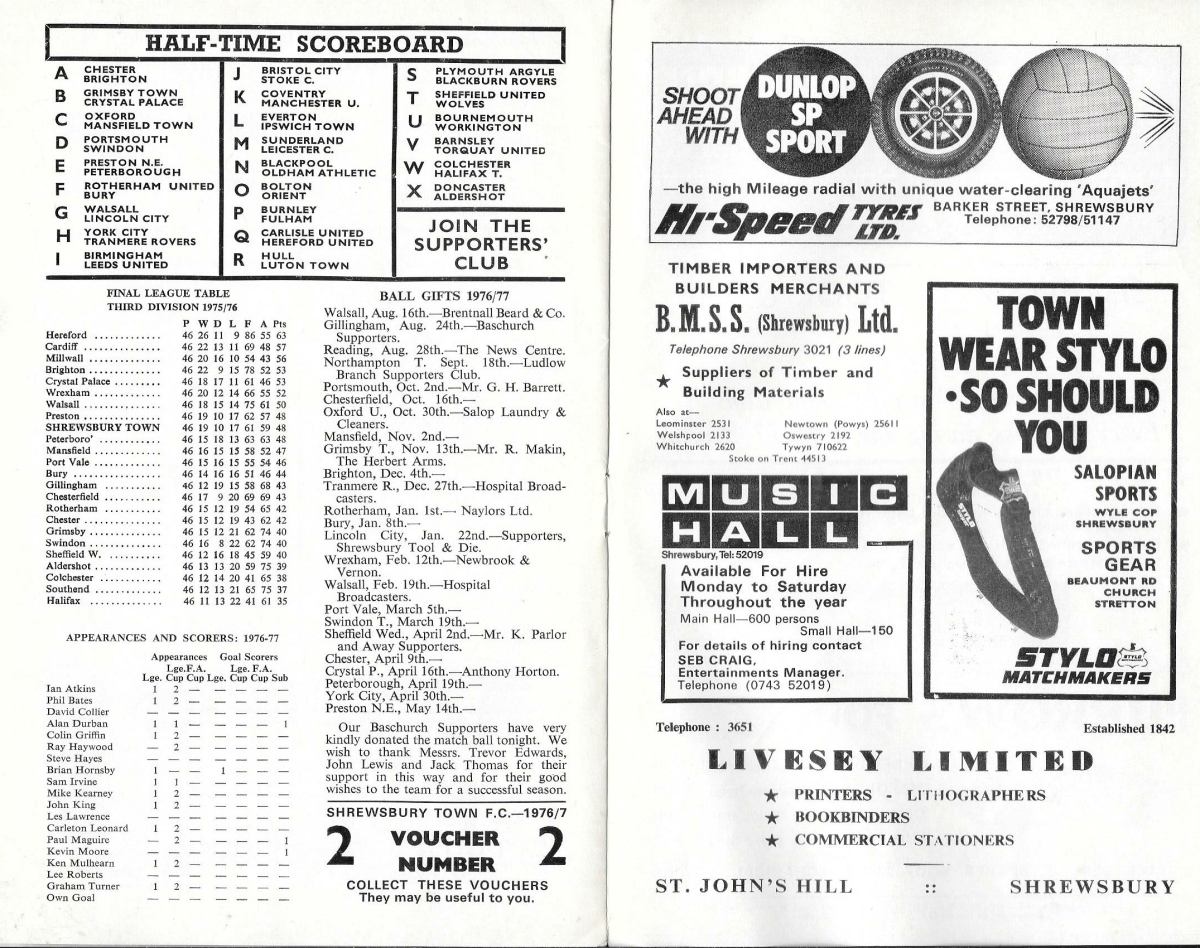 HALF-TIME SCOREBOARD
A CHESTER
BRIGHTON
B GRIMSBY TOWN
CRYSTAL PALACE
C OXFORD
MANSFIELD TOWN
D PORTSMOUTH
SWINDON
E PRESTON N.E.
PETERBOROUGH
F ROTHERHAM UNITED
BURY
G WALSALL
LINCOLN CITY
H YORK CITY
TRANMERE ROVERS
I BIRMINGHAM
LEEDS UNITED
J BRISTOL CITY
STOKE C.
K COVENTRY
MANCHESTER U.
L EVERTON
IPSWICH TOWN
M SUNDERLAND
LEICESTER C.
N BLACKPOOL
OLDHAM ATHLETIC
O BOLTON
ORIENT
P BURNLEY
FULHAM
Q CARLISLE UNITED
HEREFORD UNITED
R HULL
LUTON TOWN
S PLYMOUTH ARGYLE
BLACKBURN ROVERS
T SHEFFIELD UNITED
WOLVES
U BOURNEMOUTH
WORKINGTON
V BARNSLEY
TORQUAY UNITED
W COLCHESTER
HALIFAX T.
X DONCASTER
ALDERSHOT
JOIN THE
SUPPORTERS'
CLUB
FINAL LEAGUE TABLE
THIRD DIVISION 1975/76
P W D L F A Pts
Hereford ............ 46 26 11 9 86 55 63
Cardiff ............ 46 22 13 11 69 48 57
Millwall ............ 46 20 16 10 54 43 56
Brighton ............ 46 22 9 15 78 52 53
Crystal Palace ........ 46 18 17 11 61 46 53
Wrexham ............ 46 20 12 14 66 55 52
Walsall ............ 46 18 15 14 75 61 50
Preston ............ 46 19 10 17 62 57 48
SHREWSBURY TOWN 46 19 10 17 61 59 48
Peterboro' ............ 46 15 18 13 63 63 48
Mansfield ............ 46 16 15 15 58 52 47
Port Vale ............ 46 15 16 15 55 54 46
Bury ............ 46 14 16 16 51 46 44
Gillingham ............ 46 12 19 15 58 68 43
Chesterfield ............ 46 17 9 20 69 69 43
Rotherham ............ 46 15 12 19 54 65 42
Chester ............ 46 15 12 19 43 62 42
Grimsby ............ 46 15 12 21 62 74 40
Swindon ............ 46 16 8 22 62 74 40
Sheffield W. ............ 46 12 16 18 45 59 40
Aldershot ............ 46 13 13 20 59 75 39
Colchester ............ 46 12 14 20 41 65 38
Southend ............ 46 12 13 21 65 75 37
Halifax ............ 46 11 13 22 41 61 35
APPEARANCES AND SCORERS: 1976-77
Appearances Goal Scorers
Lge.F.A. Lge. F.A.
Lge. Cup Cup Lge. Cup Cup Sub
Ian Atkins 1 2 — — — — —
Phil Bates 1 2 — — — — —
David Collier — — — — — — —
Alan Durban 1 1 — — — — 1
Colin Griffin 1 2 — — — — —
Ray Haywood — 2 — — — — —
Steve Hayes — — — — — — —
Brian Hornsby 1 — — 1 — — —
Sam Irvine 1 1 — — — — —
Mike Kearney 1 2 — — — — —
John King 1 2 — — — — —
Les Lawrence — — — — — — —
Carleton Leonard 1 2 — — — — —
Paul Maguire — 2 — — — — 1
Kevin Moore — — — — — — 1
Ken Mulhearn 1 2 — — — — —
Lee Roberts — — — — — — —
Graham Turner 1 2 — — — — —
Own Goal — — — — — — —
BALL GIFTS 1976/77
Walsall, Aug. 16th.—Brentnall Beard & Co.
Gillingham, Aug. 24th.—Baschurch
Supporters.
Reading, Aug. 28th.—The News Centre.
Northampton T. Sept. 18th.—Ludlow
Branch Supporters Club.
Portsmouth, Oct. 2nd.—Mr. G. H. Barrett.
Chesterfield, Oct. 16th.—
Oxford U., Oct. 30th.—Salop Laundry &
Cleaners.
Mansfield, Nov. 2nd.—
Grimsby T., Nov. 13th.—Mr. R. Makin,
The Herbert Arms.
Brighton, Dec. 4th.—
Tranmere R., Dec. 27th.—Hospital Broad-
casters.
Rotherham, Jan. 1st.— Naylors Ltd.
Bury, Jan. 8th.—
Lincoln City, Jan. 22nd.—Supporters,
Shrewsbury Tool & Die.
Wrexham, Feb. 12th.—Newbrook &
Vernon.
Walsall, Feb. 19th.—Hospital
Broadcasters.
Port Vale, March 5th.—
Swindon T., March 19th.—
Sheffield Wed., April 2nd.—Mr. K. Parlor
and Away Supporters.
Chester, April 9th.—
Crystal P., April 16th.—Anthony Horton.
Peterborough, April 19th.—
York City, April 30th.—
Preston N.E., May 14th.—
Our Baschurch Supporters have very
kindly donated the match ball tonight. We
wish to thank Messrs. Trevor Edwards,
John Lewis and Jack Thomas for their
support in this way and for their good
wishes to the team for a successful season.
SHREWSBURY TOWN F.C.—1976/7
2 VOUCHER 2
NUMBER
COLLECT THESE VOUCHERS
They may be useful to you.
SHOOT
AHEAD
WITH
DUNLOP
SP
SPORT
—the high Mileage radial with unique water-clearing 'Aquajets'
Hi-Speed TYRES
LTD.
BARKER STREET, SHREWSBURY
Telephone: 52798/51147
TIMBER IMPORTERS AND
BUILDERS MERCHANTS
B.M.S.S. (Shrewsbury) Ltd.
Telephone Shrewsbury 3021 (3 lines)
★ Suppliers of Timber and
Building Materials
Also at—
Leominster 2531 Newtown (Powys) 25611
Welshpool 2133 Oswestry 2192
Whitchurch 2620 Tywyn 710622
Stoke on Trent 44513
MUSIC
HALL
Shrewsbury, Tel: 52019
Available For Hire
Monday to Saturday
Throughout the year
Main Hall—600 persons
Small Hall—150
For details of hiring contact
SEB CRAIG,
Entertainments Manager.
Telephone (0743 52019)
TOWN
WEAR STYLO
·SO SHOULD
YOU
SALOPIAN
SPORTS
WYLE COP
SHREWSBURY
SPORTS
GEAR
BEAUMONT RD
CHURCH
STRETTON
STYLO
STYLO
MATCHMAKERS
Telephone : 3651 Established 1842
LIVESEY LIMITED
★ PRINTERS - LITHOGRAPHERS
★ BOOKBINDERS
★ COMMERCIAL STATIONERS
ST. JOHN'S HILL :: SHREWSBURY